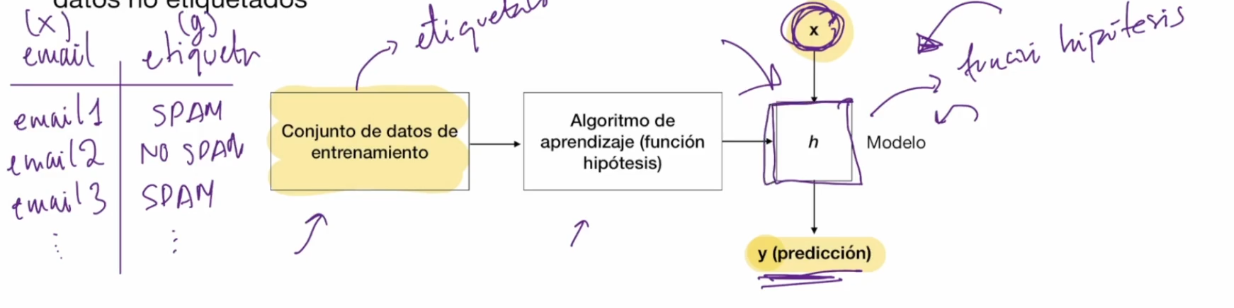 datos no etiquetados
(x)
(y)
email
etiqueta
email1 SPAM
email2 NO SPAM
email3 SPAM
⋮ ⋮
Conjunto de datos de
entrenamiento
Algoritmo de
aprendizaje (función
hipótesis)
x
h
Modelo
función hipótesis
y (predicción)